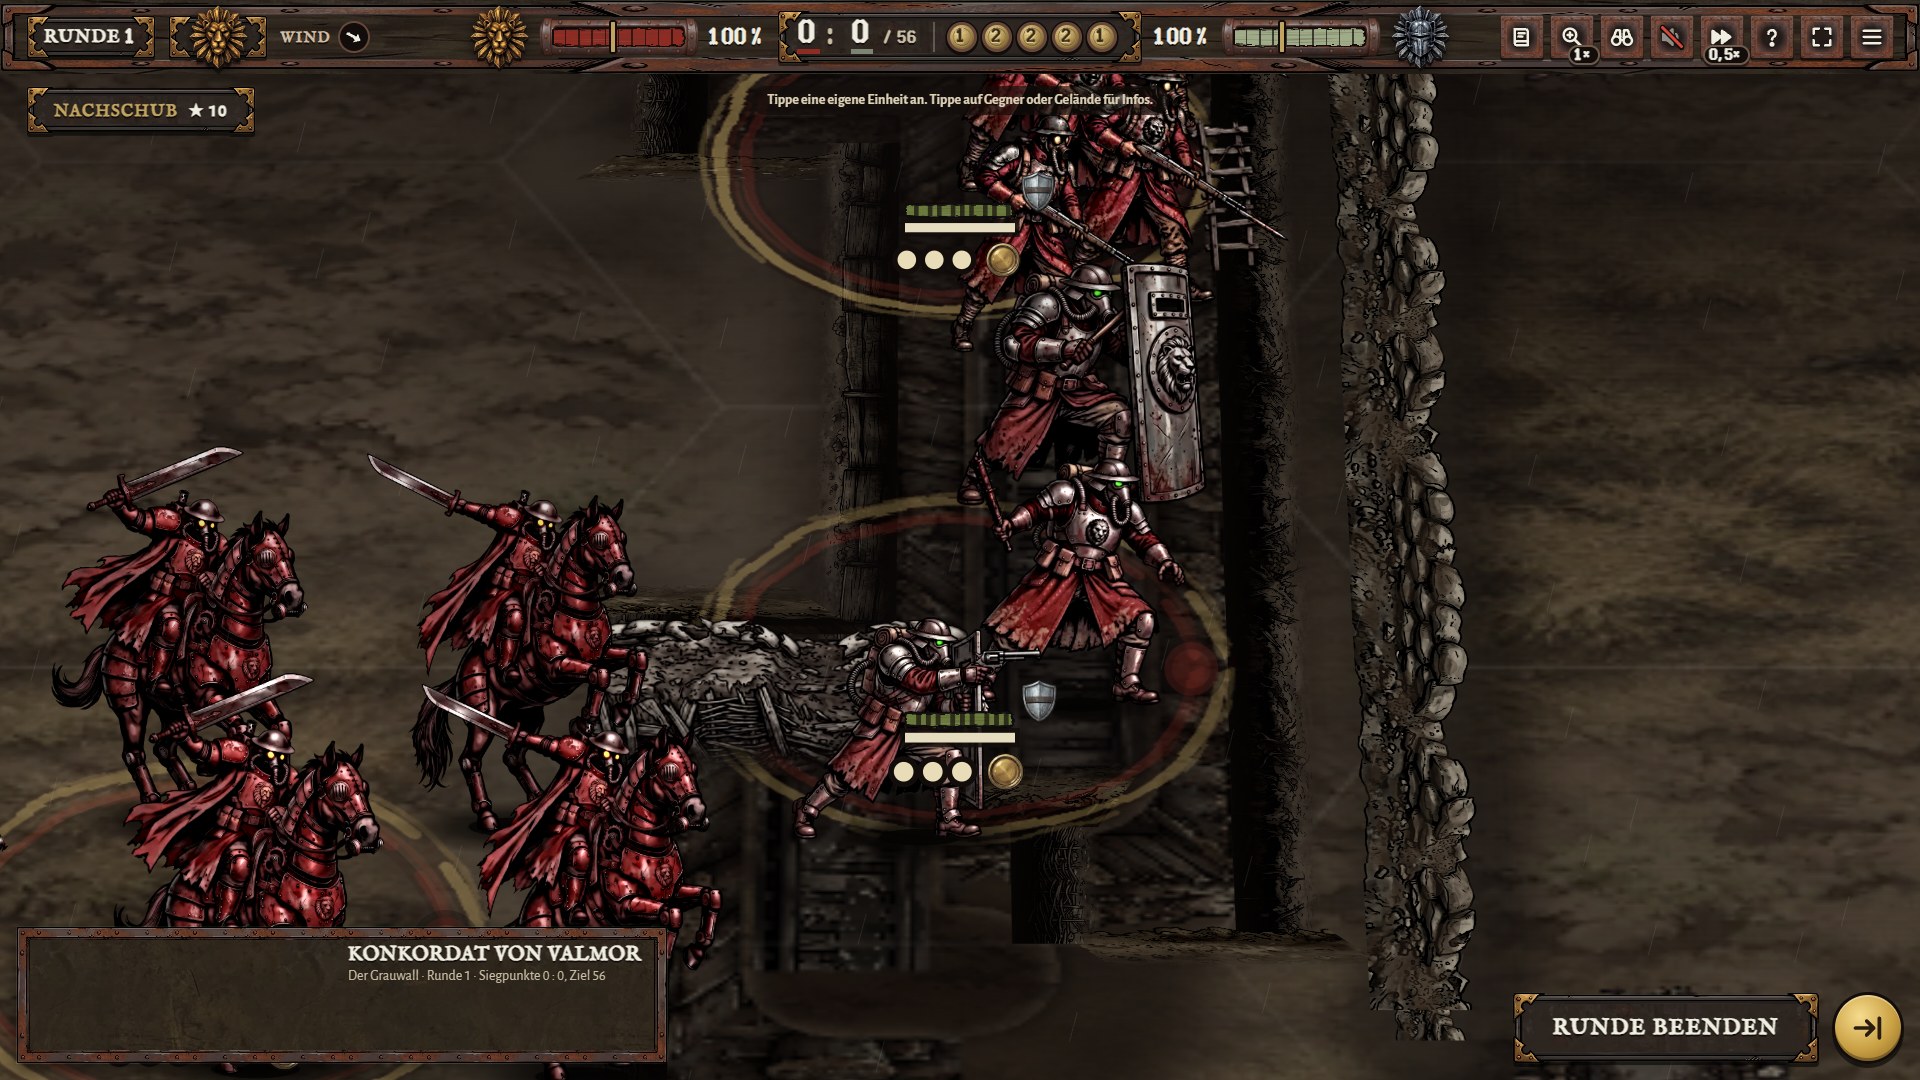 RUNDE 1
WIND
100%
0 : 0 / 56
1 2 2 2 1
100%
1×
0,5×
?
NACHSCHUB ★ 10
Tippe eine eigene Einheit an. Tippe auf Gegner oder Gelände für Infos.
KONKORDAT VON VALMOR
Der Grauwall · Runde 1 · Siegpunkte 0 : 0, Ziel 56
RUNDE BEENDEN